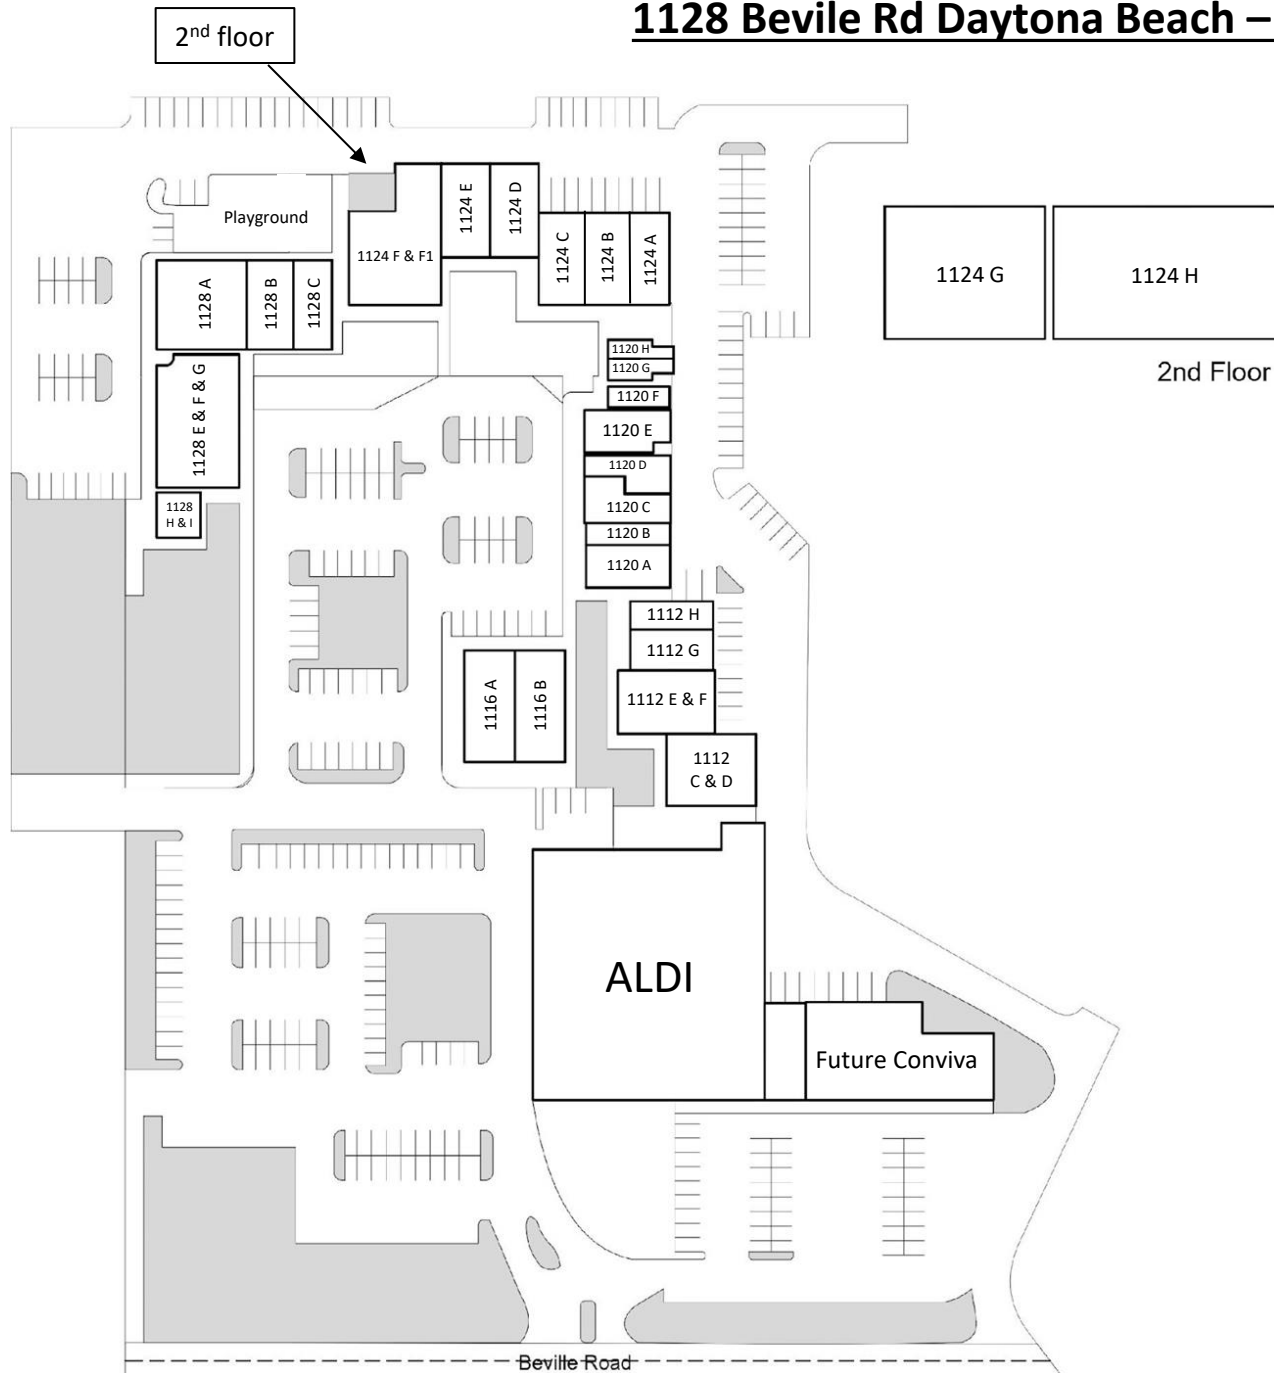 1128 Bevile Rd Daytona Beach –
2nd floor
Playground
1124 F & F1
1124 E
1124 D
1124 C
1124 B
1124 A
1124 G
1124 H
2nd Floor
1128 A
1128 B
1128 C
1128 E & F & G
1128
H & I
1120 H
1120 G
1120 F
1120 E
1120 D
1120 C
1120 B
1120 A
1112 H
1112 G
1112 E & F
1112
C & D
1116 A
1116 B
ALDI
Future Conviva
Beville Road